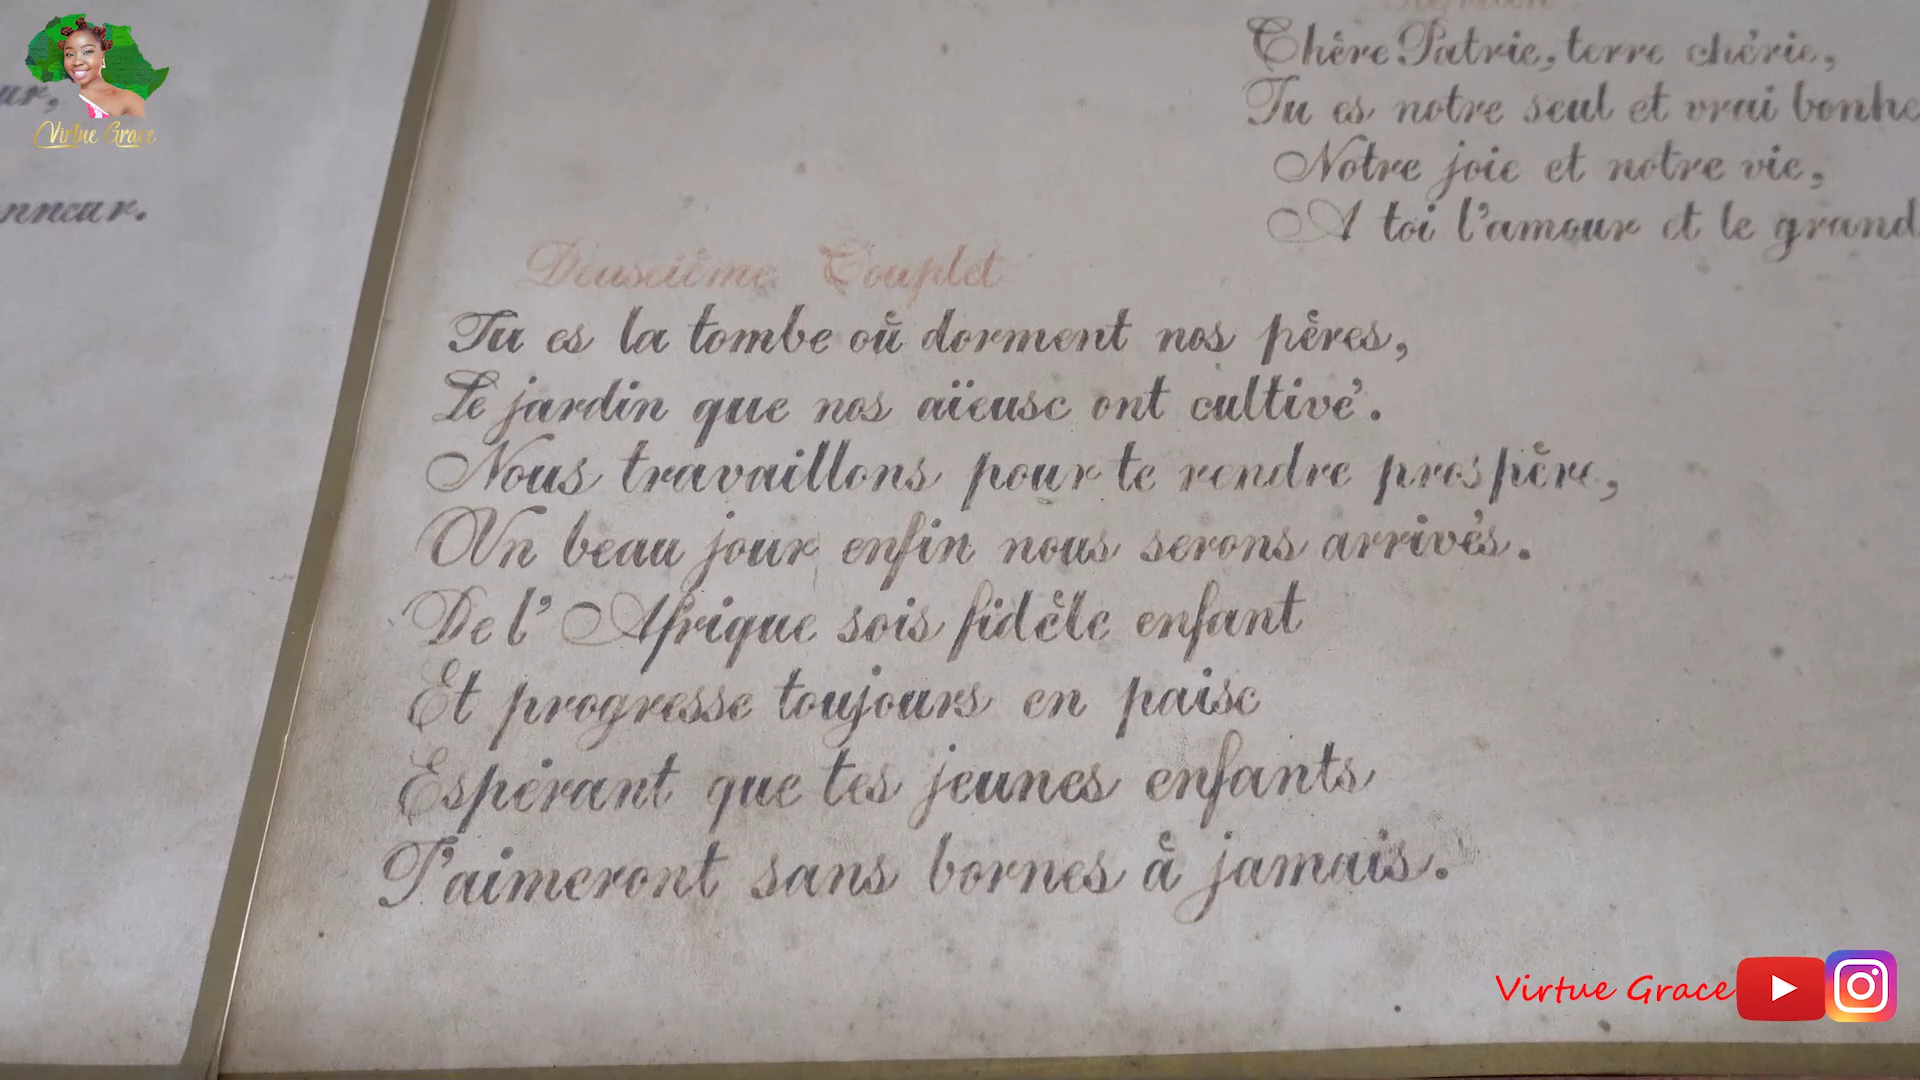 Virtue Grace
ur,
nneur.
Chère Patrie, terre chérie,
Tu es notre seul et vrai bonhe
Notre joie et notre vie,
A toi l'amour et le grand
Deuxième Couplet
Tu es la tombe où dorment nos pères,
Le jardin que nos aïeux ont cultivé.
Nous travaillons pour te rendre prospère,
Un beau jour enfin nous serons arrivés.
De l'Afrique sois fidèle enfant
Et progresse toujours en paix
Espérant que tes jeunes enfants
T'aimeront sans bornes à jamais.
Virtue Grace